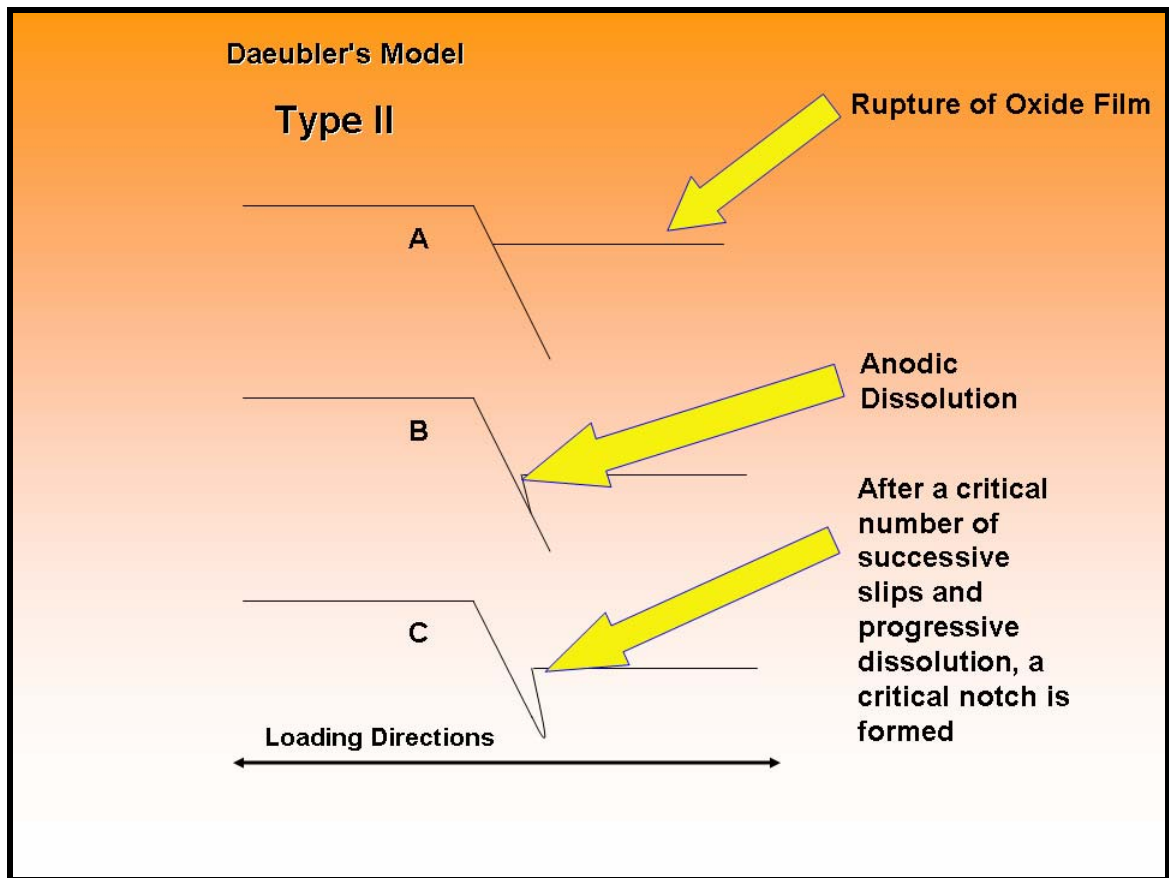 Daeubler's Model
Type II
Rupture of Oxide Film
A
Anodic
Dissolution
B
After a critical
number of
successive
slips and
progressive
dissolution, a
critical notch is
formed
C
Loading Directions